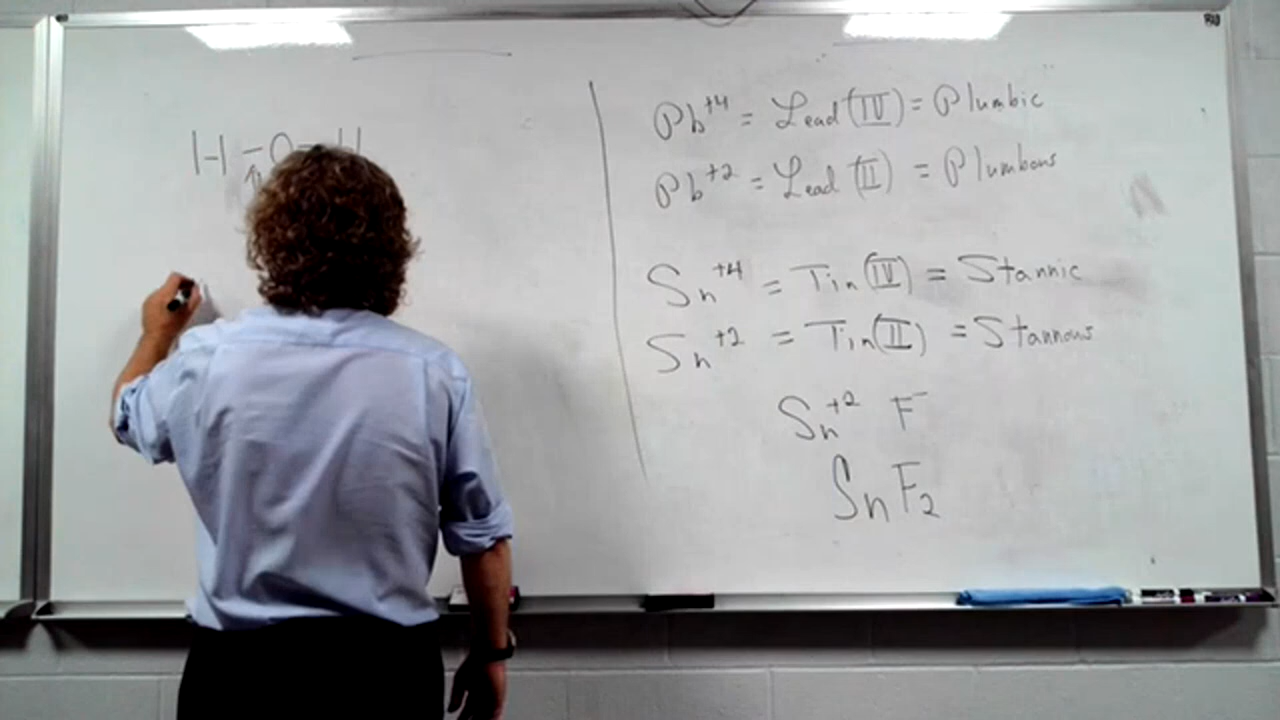 H-O-H
Pb+4 = Lead (IV) = Plumbic
Pb+2 = Lead (II) = Plumbous
Sn+4 = Tin (IV) = Stannic
Sn+2 = Tin (II) = Stannous
Sn+2 F-
SnF2